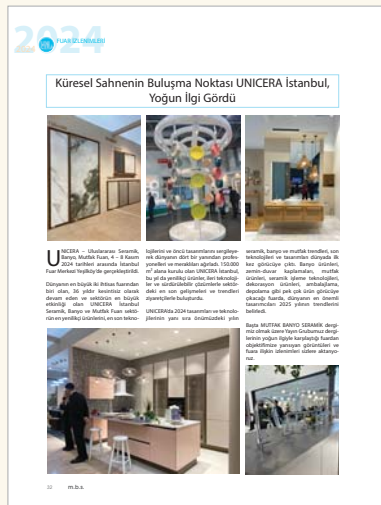 2024
FUAR İZLENİMLERİ
Küresel Sahnenin Buluşma Noktası UNICERA İstanbul,
Yoğun İlgi Gördü
UNICERA – Uluslararası Seramik,
Banyo, Mutfak Fuarı, 4 – 8 Kasım
2024 tarihleri arasında İstanbul
Fuar Merkezi Yeşilköy'de gerçekleştirildi.
Dünyanın en büyük iki ihtisas fuarından
biri olan, 36 yıldır kesintisiz olarak
devam eden ve sektörün en büyük
etkinliği olan UNICERA İstanbul
Seramik, Banyo ve Mutfak Fuarı sektö-
rün en yenilikçi ürünlerini, en son tekno-
lojilerini ve öncü tasarımlarını sergileye-
rek dünyanın dört bir yanından profes-
yonelleri ve meraklıları ağırladı. 150.000
m² alana kurulu olan UNICERA İstanbul,
bu yıl da yenilikçi ürünler, ileri teknoloji-
ler ve sürdürülebilir çözümlerle sektör-
deki en son gelişmeleri ve trendleri
ziyaretçilerle buluşturdu.
UNICERA'da 2024 tasarımları ve teknolo-
jilerinin yanı sıra önümüzdeki yılın
seramik, banyo ve mutfak trendleri, son
teknolojileri ve tasarımları dünyada ilk
kez görücüye çıktı. Banyo ürünleri,
zemin-duvar kaplamaları, mutfak
ürünleri, seramik işleme teknolojileri,
dekorasyon ürünleri, ambalajlama,
depolama gibi pek çok ürün görücüye
çıkacağı fuarda, dünyanın en önemli
tasarımcıları 2025 yılının trendlerini
belirledi.
Başta MUTFAK BANYO SERAMİK dergi-
miz olmak üzere Yayın Grubumuz dergi-
lerinin yoğun ilgiyle karşılaştığı fuardan
objektifimize yansıyan görüntüleri ve
fuara ilişkin izlenimleri sizlere aktarıyo-
ruz.
32
m.b.s.